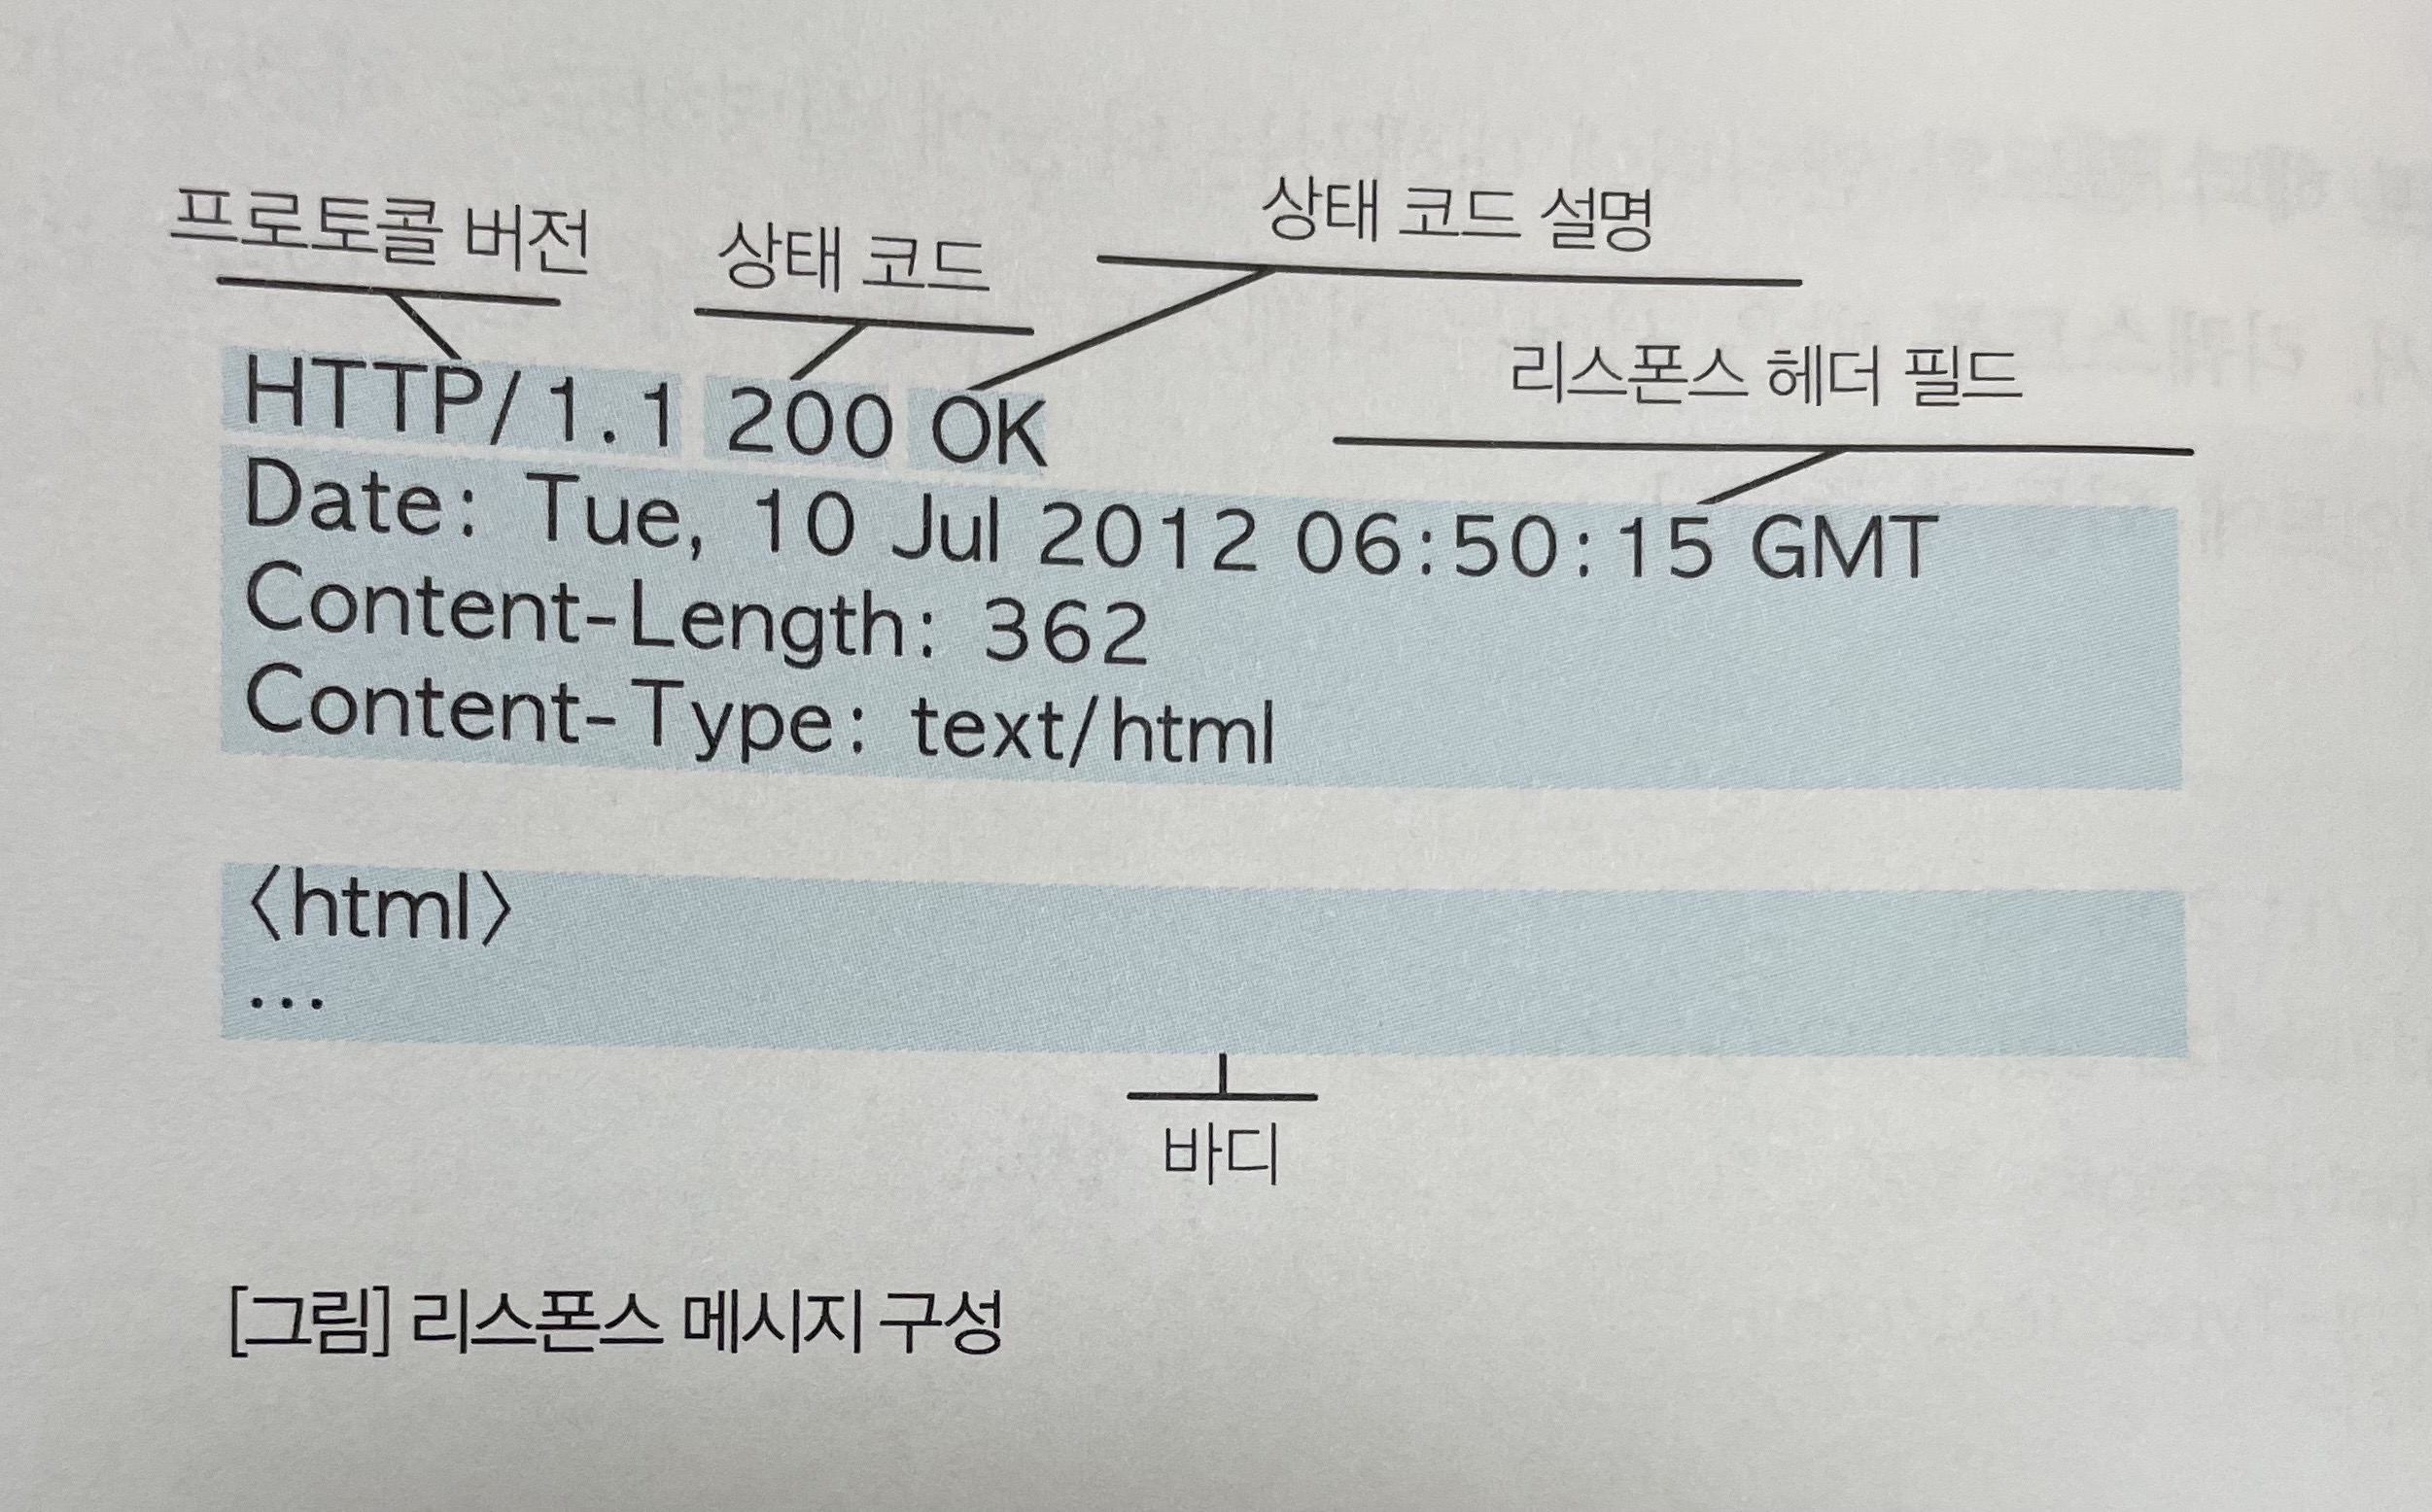 프로토콜 버전
상태 코드
상태 코드 설명
리스폰스 헤더 필드
HTTP/1.1 200 OK
Date: Tue, 10 Jul 2012 06:50:15 GMT
Content-Length: 362
Content-Type: text/html
〈html〉
...
바디
[그림] 리스폰스 메시지 구성